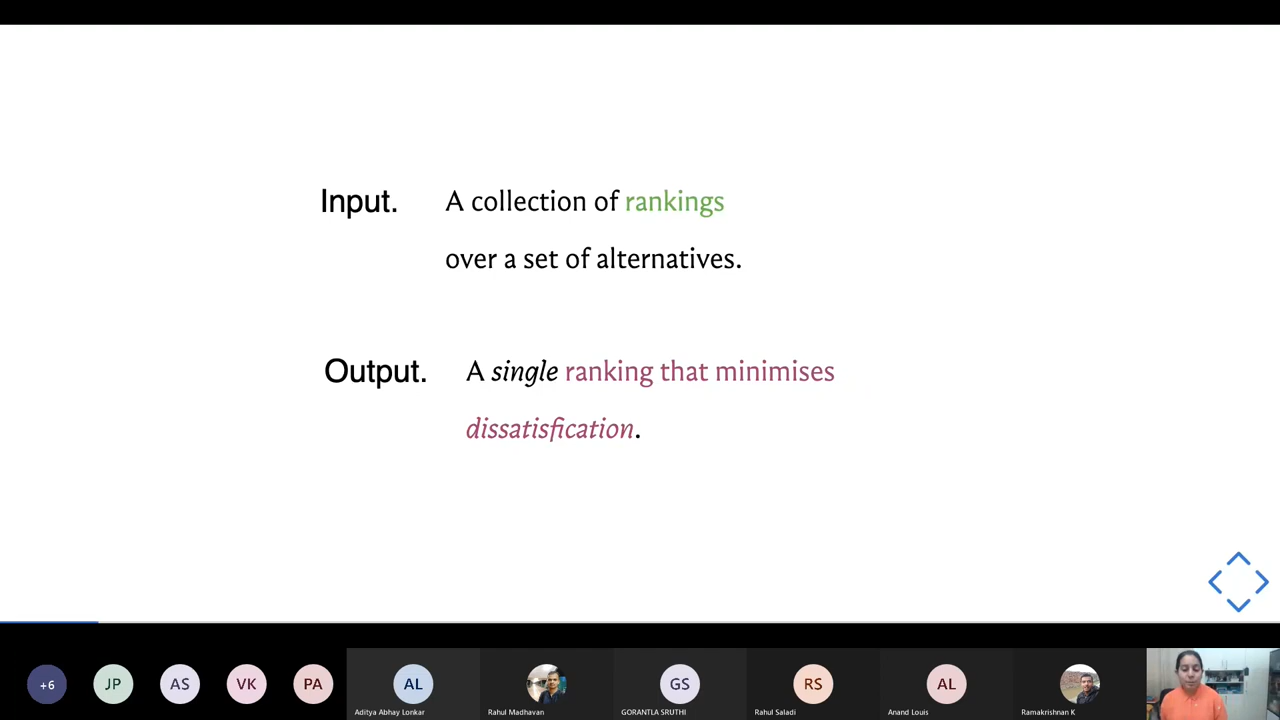 Input. A collection of rankings
over a set of alternatives.
Output. A single ranking that minimises
dissatisfication.
+6 JP AS VK PA AL GS RS AL
Aditya Abhay Lonkar Rahul Madhavan GORANTLA SRUTHI Rahul Saladi Anand Louis Ramakrishnan K